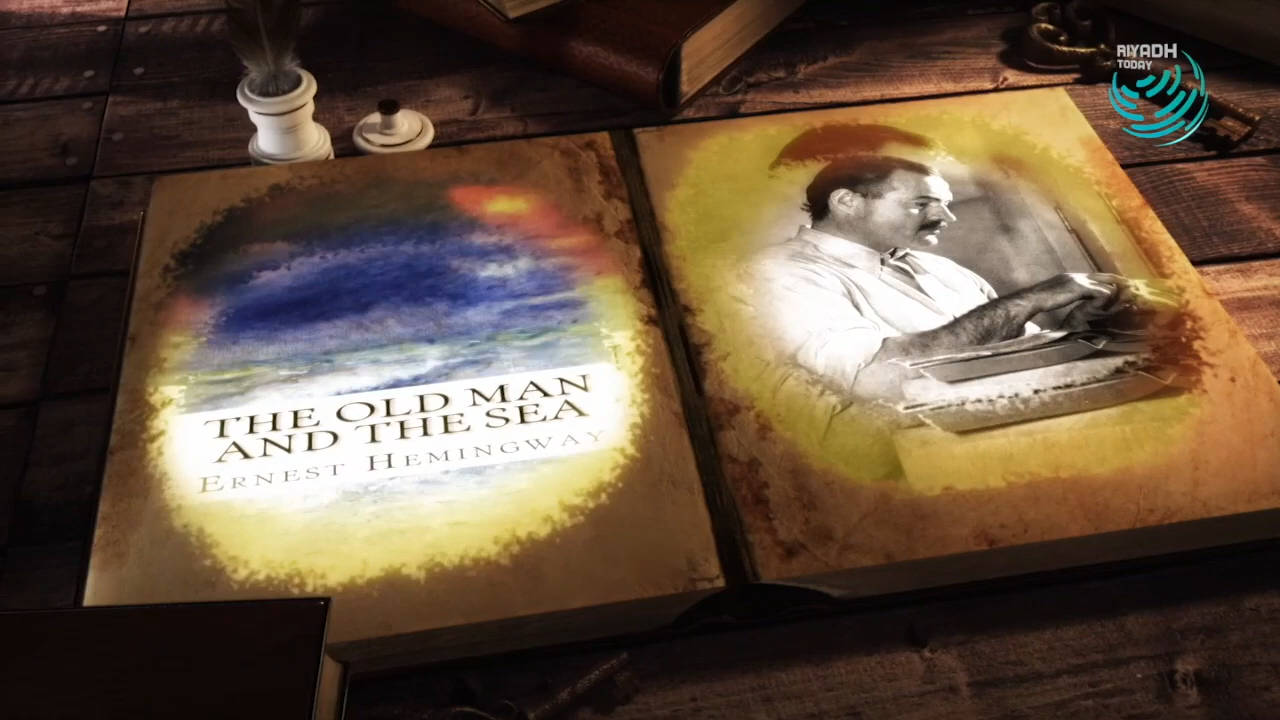 THE OLD MAN
AND THE SEA
ERNEST HEMINGWAY
RIYADH
TODAY